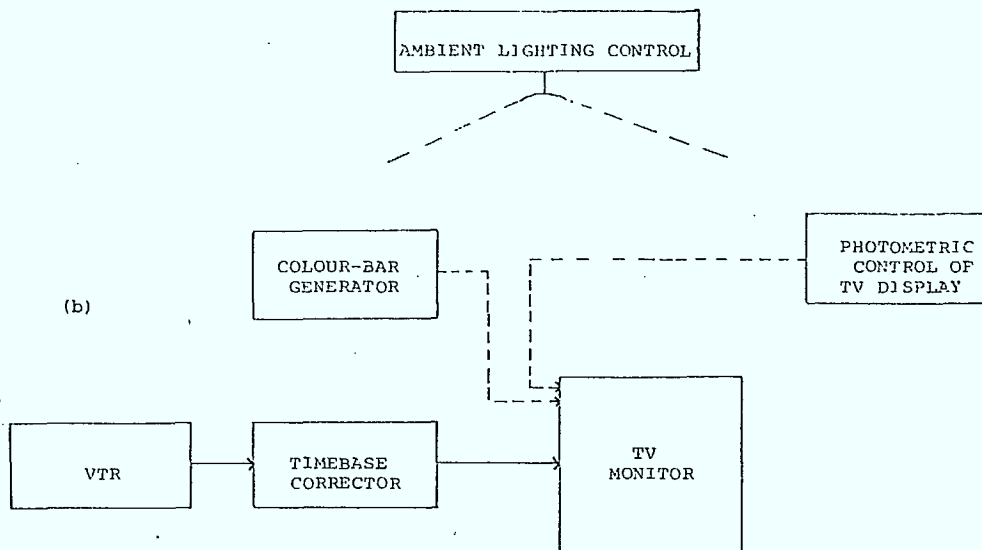 AMBIENT LIGHTING CONTROL
COLOUR-BAR
GENERATOR
PHOTOMETRIC
CONTROL OF
TV DISPLAY
(b)
VTR
TIMEBASE
CORRECTOR
TV
MONITOR